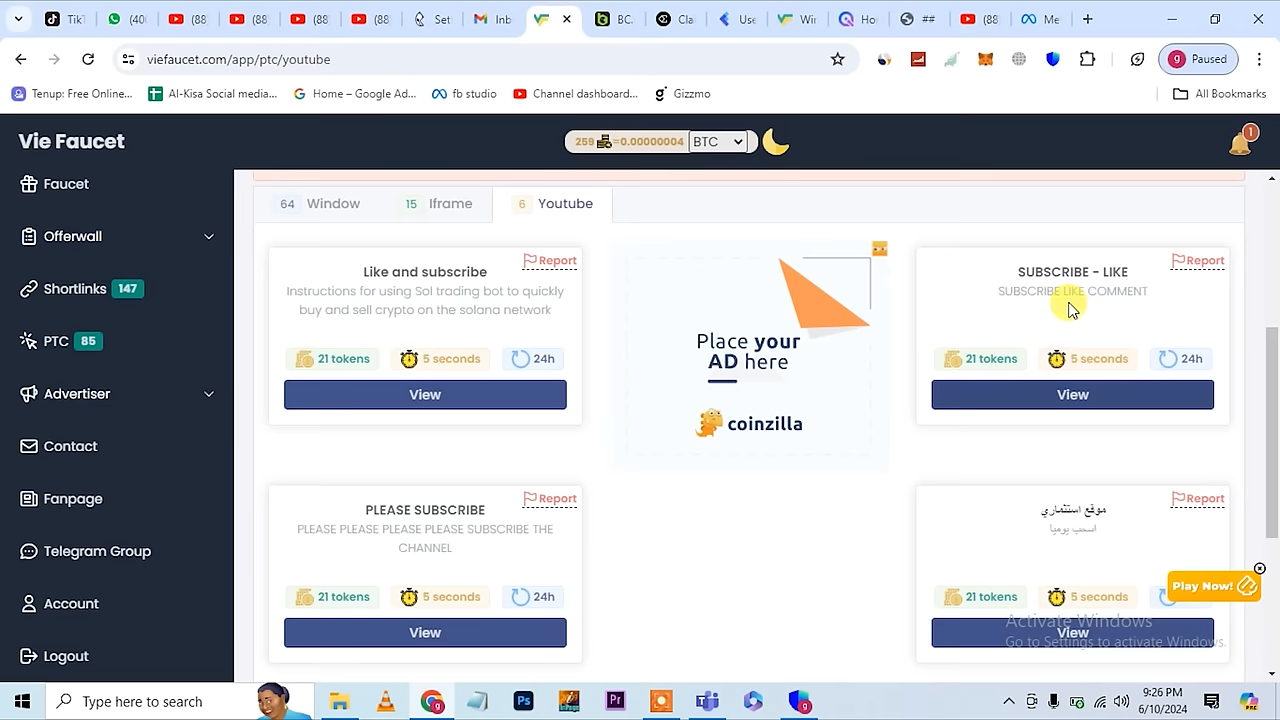 TikT
(40
(88
(88
(88
(88
Set
Inb
BC.
Cla
Use
Wir
Ho
##
(88
Me
viefaucet.com/app/ptc/youtube
g Paused
Tenup: Free Online...
Al-Kisa Social media...
Home – Google Ad...
fb studio
Channel dashboard...
Gizmmo
All Bookmarks
Vie Faucet
259 =0.00000004 BTC
1
Faucet
Offerwall
Shortlinks 147
PTC 85
Advertiser
Contact
Fanpage
Telegram Group
Account
Logout
64 Window
15 Iframe
6 Youtube
Report
Like and subscribe
Instructions for using Sol trading bot to quickly
buy and sell crypto on the solana network
21 tokens 5 seconds 24h
View
Place your
AD here
coinzilla
Report
SUBSCRIBE - LIKE
SUBSCRIBE LIKE COMMENT
21 tokens 5 seconds 24h
View
Report
PLEASE SUBSCRIBE
PLEASE PLEASE PLEASE PLEASE SUBSCRIBE THE
CHANNEL
21 tokens 5 seconds 24h
View
Report
موقع استثماري
اسحب يوميا
21 tokens 5 seconds
View
Play Now!
Activate Windows
Go to Settings to activate Windows.
Type here to search
Ps
Pr
9:26 PM
6/10/2024